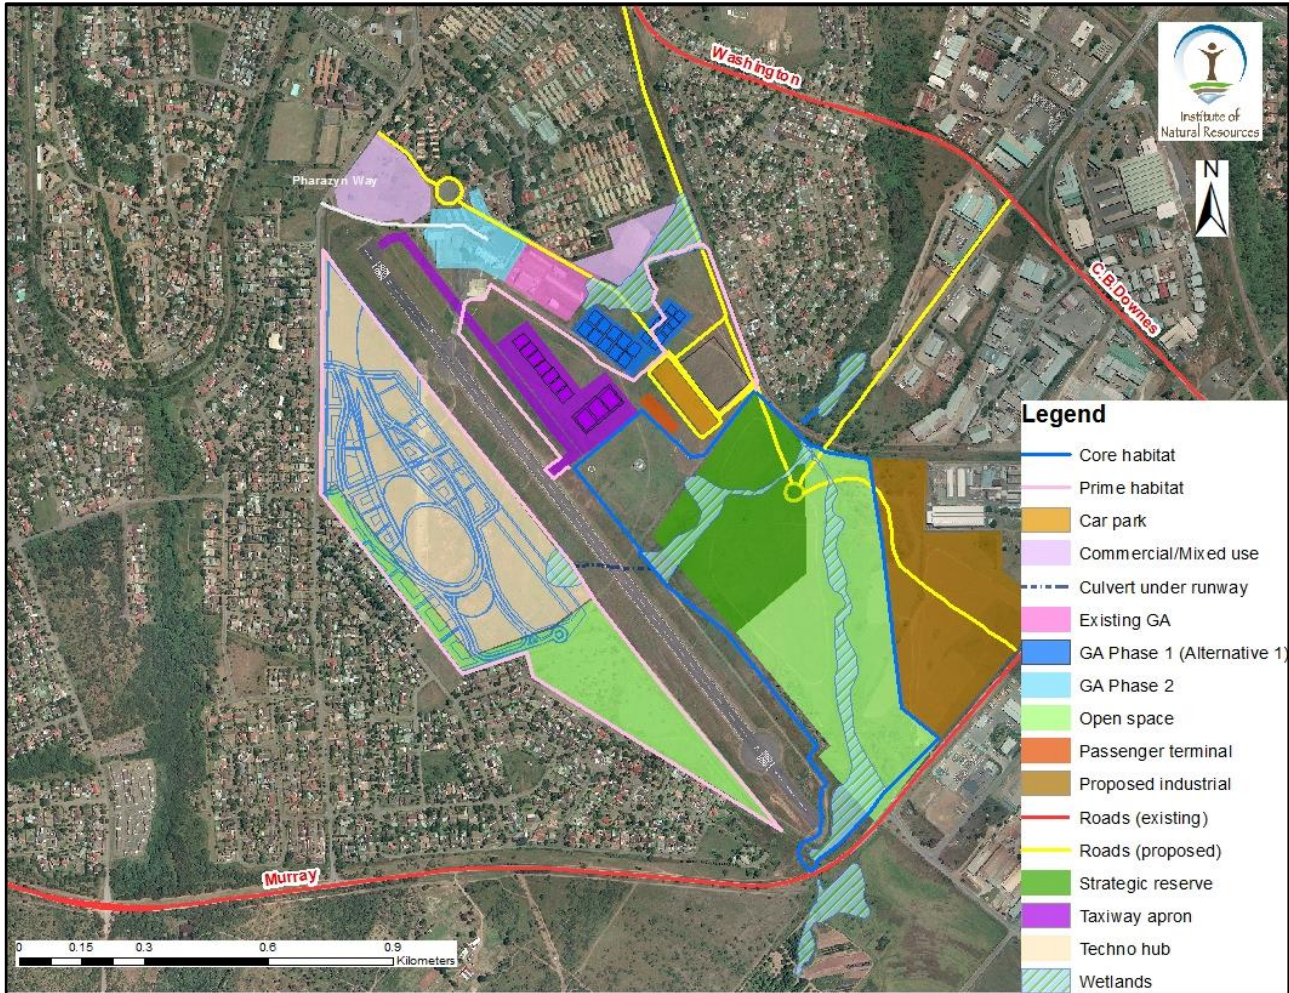 Washington
Institute of
Natural Resources
N
Pharazyn Way
C.B.Downes
Murray
0 0.15 0.3 0.6 0.9
Kilometers
Legend
Core habitat
Prime habitat
Car park
Commercial/Mixed use
Culvert under runway
Existing GA
GA Phase 1 (Alternative 1)
GA Phase 2
Open space
Passenger terminal
Proposed industrial
Roads (existing)
Roads (proposed)
Strategic reserve
Taxiway apron
Techno hub
Wetlands